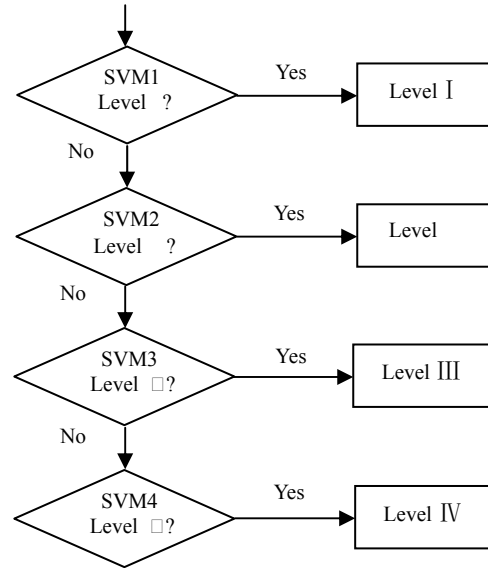 SVM1
Level ?
Yes
Level Ⅰ
No
SVM2
Level ?
Yes
Level
No
SVM3
Level □?
Yes
Level Ⅲ
No
SVM4
Level □?
Yes
Level Ⅳ